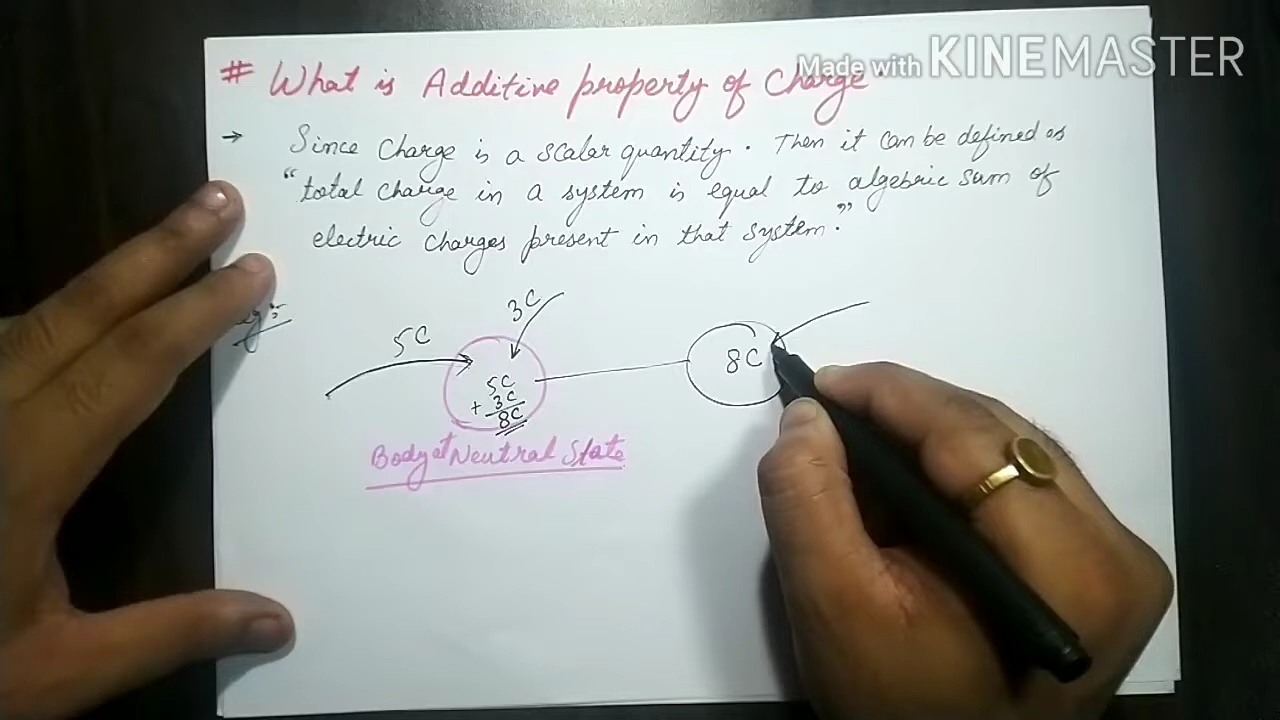 Made with KINEMASTER
# What is Additive property of Charge
→ Since Charge is a scalar quantity. Then it can be defined as
“total charge in a system is equal to algebric sum of
electric charges present in that system.”
eg:-
3C
5C
5C
+ 3C
8C
8C
Body at Neutral State